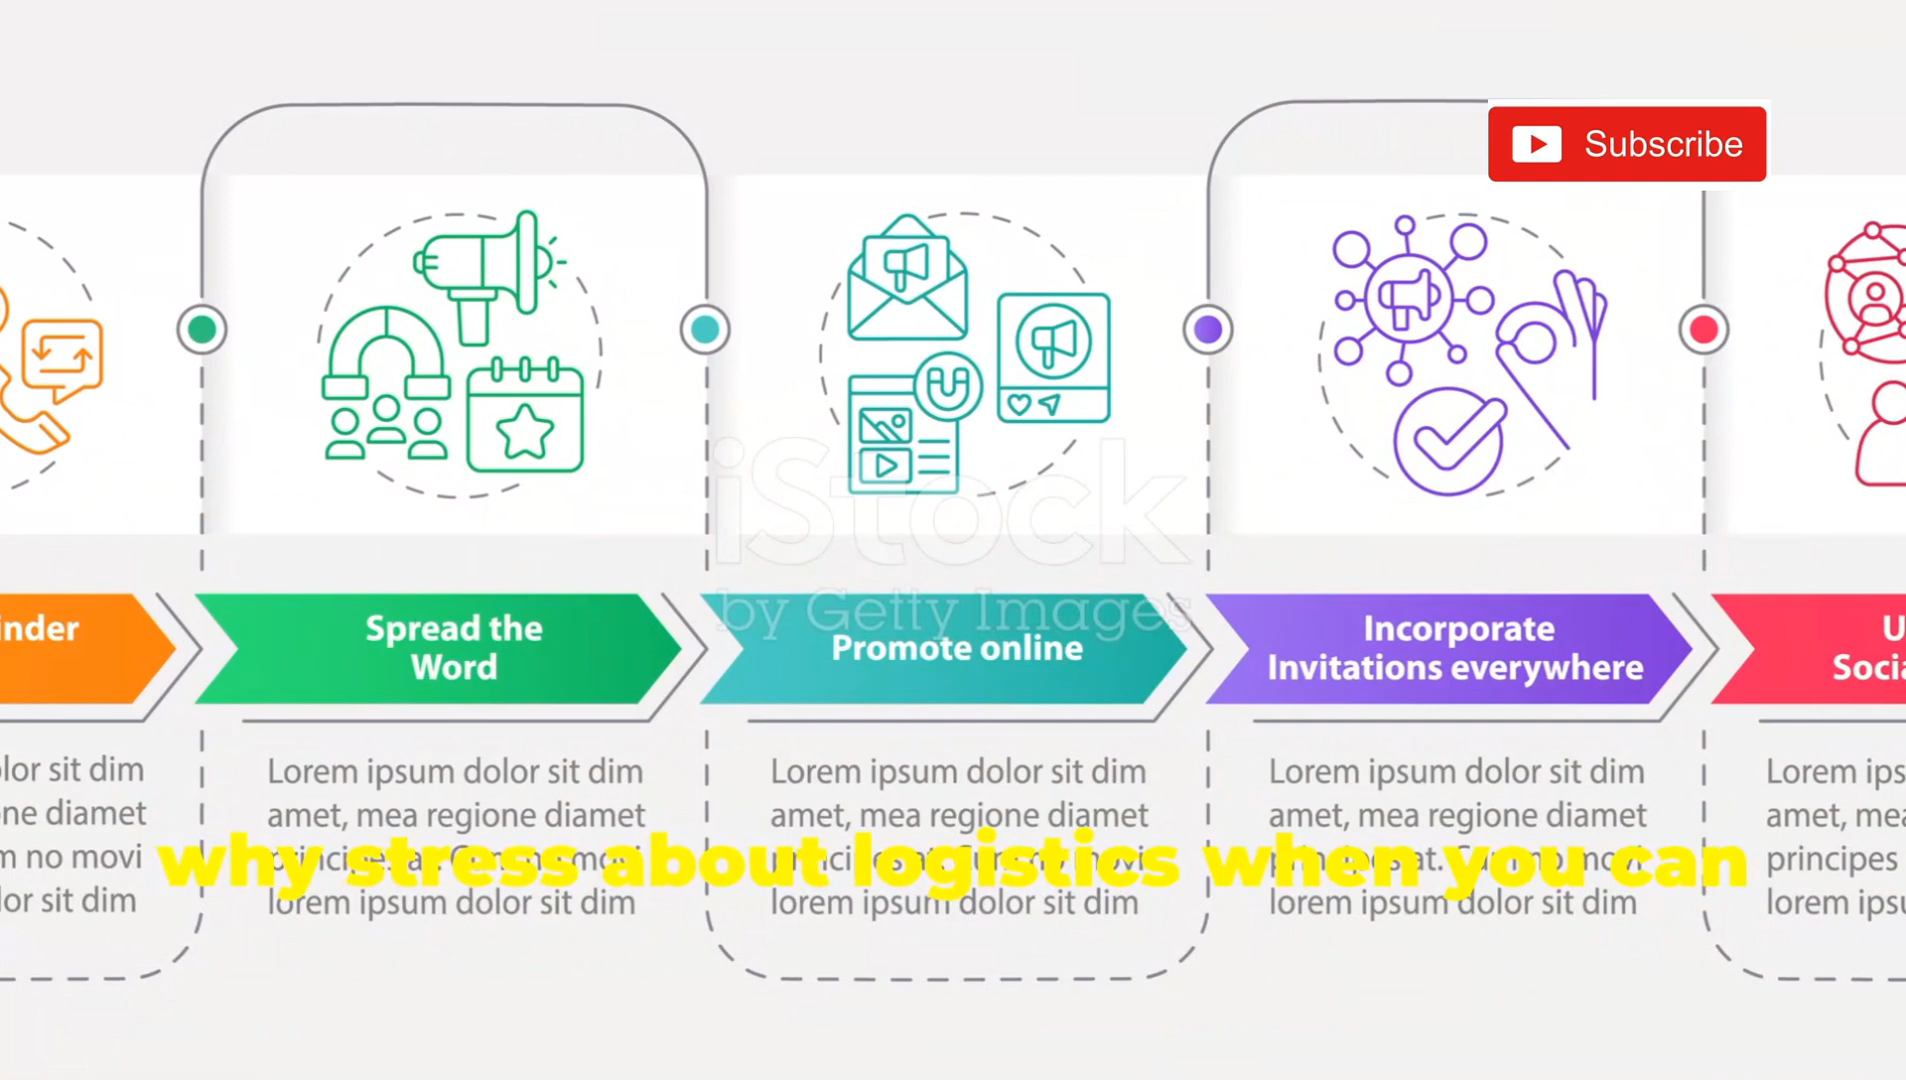 Subscribe
iStock
by Getty Images
inder
Spread the
Word
Promote online
Incorporate
Invitations everywhere
U
Socia
lor sit dim
ne diamet
m no movi
lor sit dim
Lorem ipsum dolor sit dim
amet, mea regione diamet
lorem ipsum dolor sit dim
Lorem ipsum dolor sit dim
amet, mea regione diamet
lorem ipsum dolor sit dim
Lorem ipsum dolor sit dim
amet, mea regione diamet
lorem ipsum dolor sit dim
Lorem ips
amet, mea
principes
lorem ipsu
why stress about logistics when you can